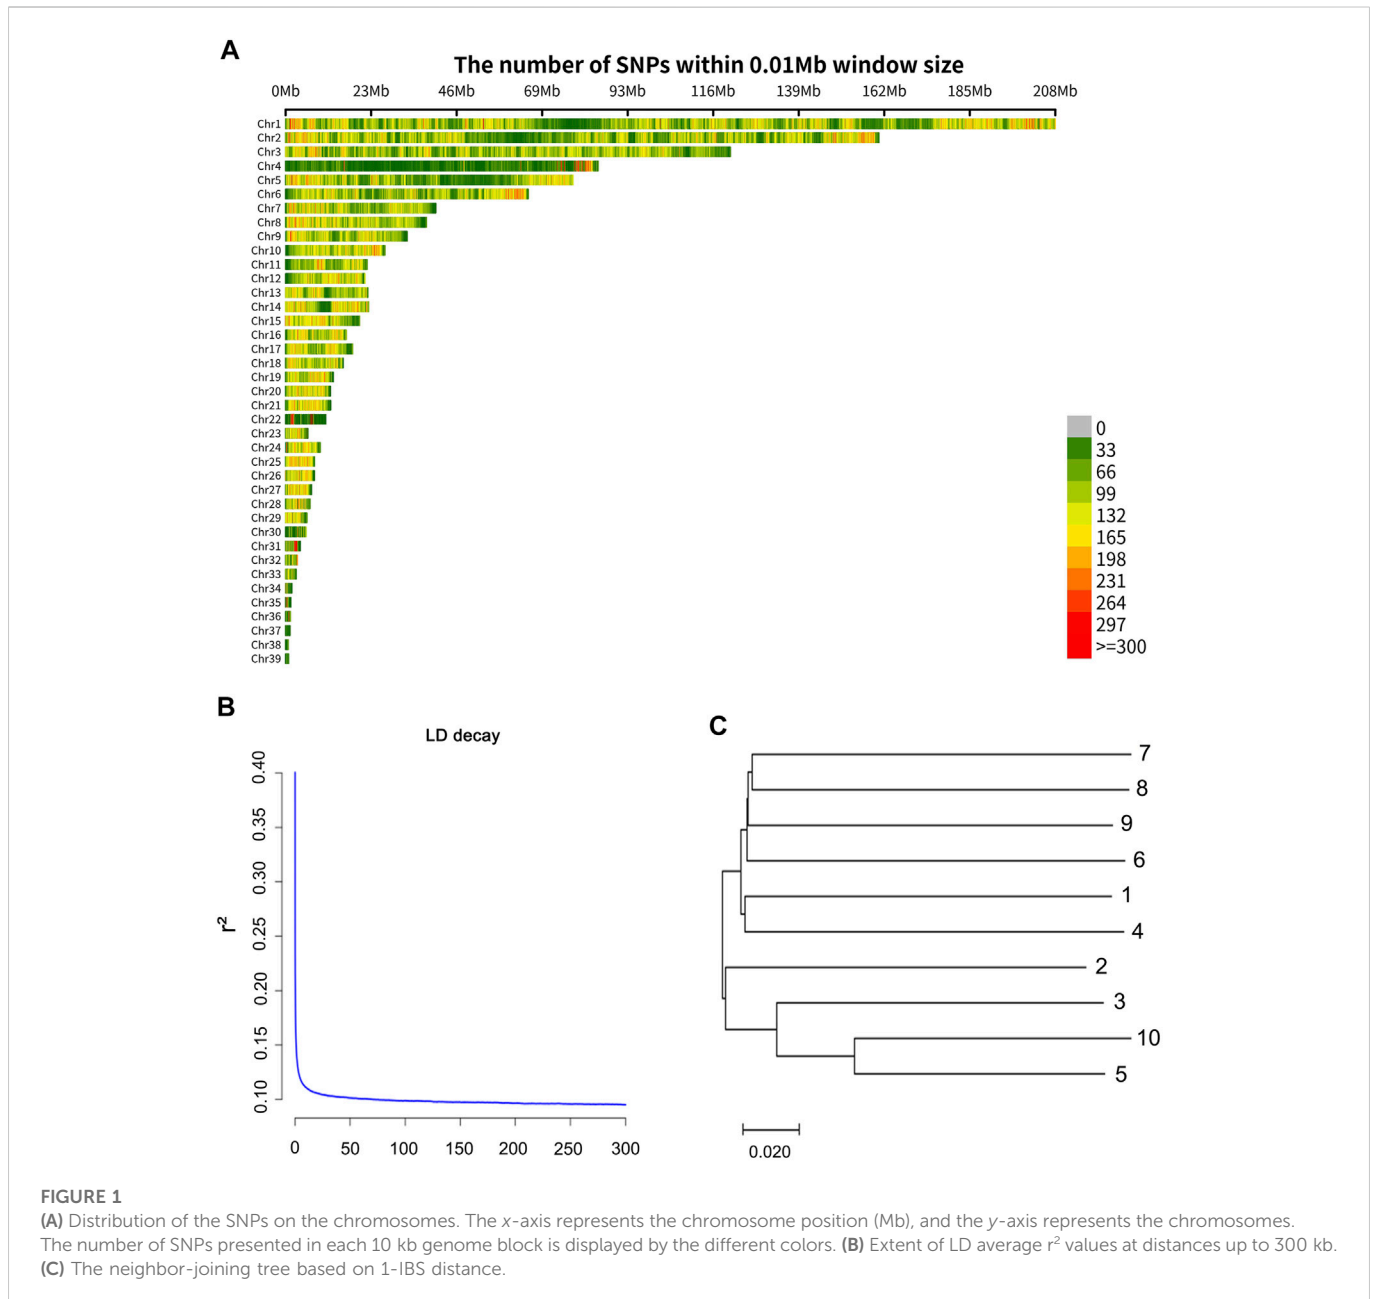 A
The number of SNPs within 0.01Mb window size
0Mb 23Mb 46Mb 69Mb 93Mb 116Mb 139Mb 162Mb 185Mb 208Mb
Chr1
Chr2
Chr3
Chr4
Chr5
Chr6
Chr7
Chr8
Chr9
Chr10
Chr11
Chr12
Chr13
Chr14
Chr15
Chr16
Chr17
Chr18
Chr19
Chr20
Chr21
Chr22
Chr23
Chr24
Chr25
Chr26
Chr27
Chr28
Chr29
Chr30
Chr31
Chr32
Chr33
Chr34
Chr35
Chr36
Chr37
Chr38
Chr39
0
33
66
99
132
165
198
231
264
297
>=300
B
LD decay
0.40
0.35
0.30
0.25
0.20
0.15
0.10
r²
0 50 100 150 200 250 300
C
7
8
9
6
1
4
2
3
10
5
0.020
FIGURE 1
(A) Distribution of the SNPs on the chromosomes. The x-axis represents the chromosome position (Mb), and the y-axis represents the chromosomes.
The number of SNPs presented in each 10 kb genome block is displayed by the different colors. (B) Extent of LD average r² values at distances up to 300 kb.
(C) The neighbor-joining tree based on 1-IBS distance.